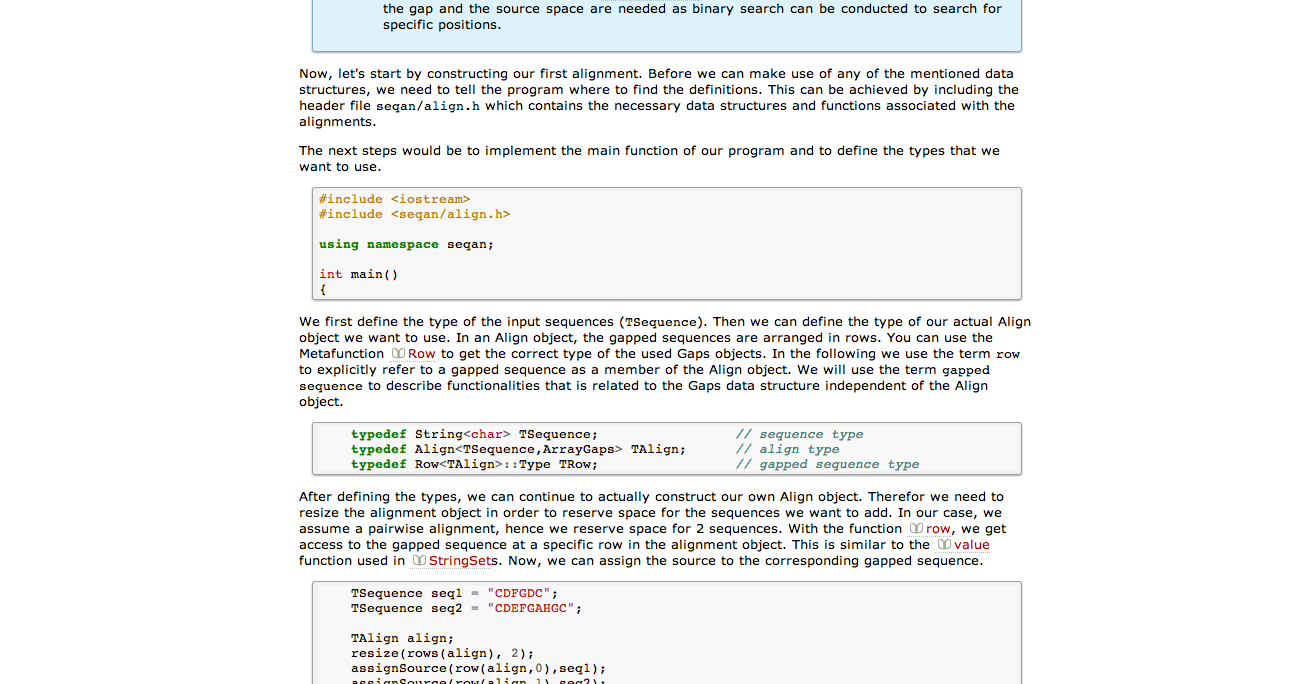 the gap and the source space are needed as binary search can be conducted to search for
specific positions.
Now, let's start by constructing our first alignment. Before we can make use of any of the mentioned data
structures, we need to tell the program where to find the definitions. This can be achieved by including the
header file seqan/align.h which contains the necessary data structures and functions associated with the
alignments.
The next steps would be to implement the main function of our program and to define the types that we
want to use.
#include <iostream>
#include <seqan/align.h>
using namespace seqan;
int main()
{
We first define the type of the input sequences (TSequence). Then we can define the type of our actual Align
object we want to use. In an Align object, the gapped sequences are arranged in rows. You can use the
Metafunction Row to get the correct type of the used Gaps objects. In the following we use the term row
to explicitly refer to a gapped sequence as a member of the Align object. We will use the term gapped
sequence to describe functionalities that is related to the Gaps data structure independent of the Align
object.
typedef String<char> TSequence; // sequence type
typedef Align<TSequence,ArrayGaps> TAlign; // align type
typedef Row<TAlign>::Type TRow; // gapped sequence type
After defining the types, we can continue to actually construct our own Align object. Therefor we need to
resize the alignment object in order to reserve space for the sequences we want to add. In our case, we
assume a pairwise alignment, hence we reserve space for 2 sequences. With the function row, we get
access to the gapped sequence at a specific row in the alignment object. This is similar to the value
function used in StringSets. Now, we can assign the source to the corresponding gapped sequence.
TSequence seq1 = "CDFGDC";
TSequence seq2 = "CDEFGAHGC";
TAlign align;
resize(rows(align), 2);
assignSource(row(align,0),seq1);
assignSource(row(align,1),seq2);